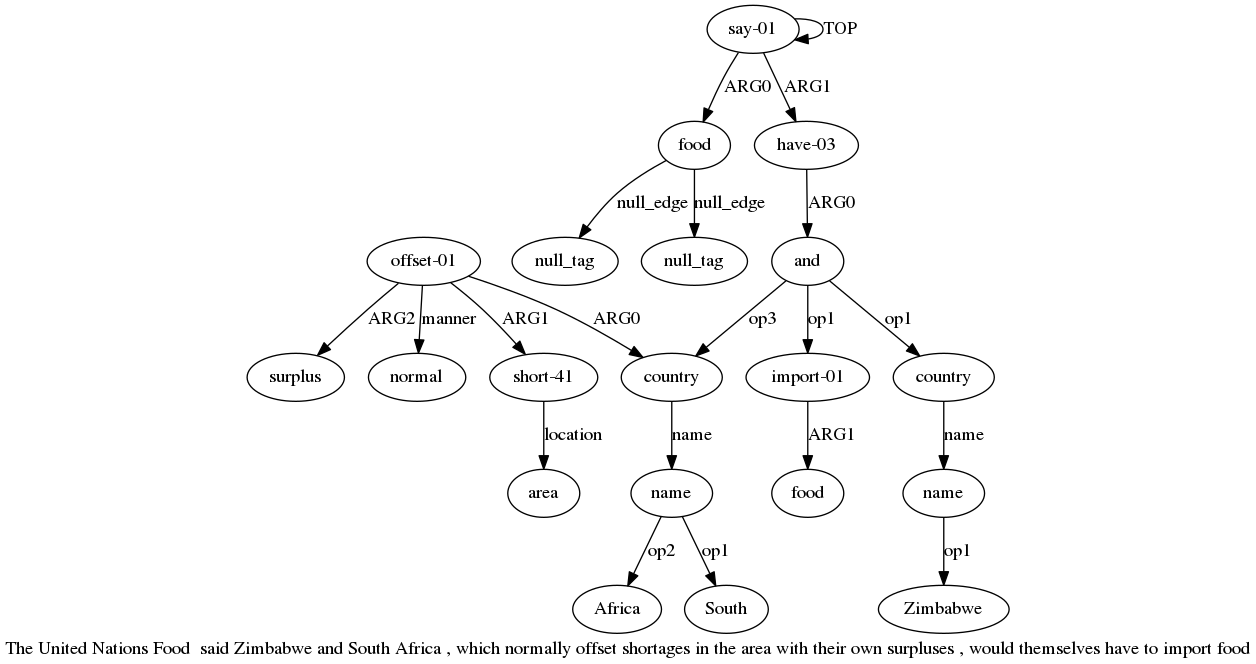 say-01
TOP
ARG0
ARG1
food
have-03
null_edge
null_edge
ARG0
offset-01
null_tag
null_tag
and
ARG2
manner
ARG1
ARG0
op3
op1
op1
surplus
normal
short-41
country
import-01
country
location
name
ARG1
name
area
name
food
name
op2
op1
op1
Africa
South
Zimbabwe
The United Nations Food  said Zimbabwe and South Africa , which normally offset shortages in the area with their own surpluses , would themselves have to import food